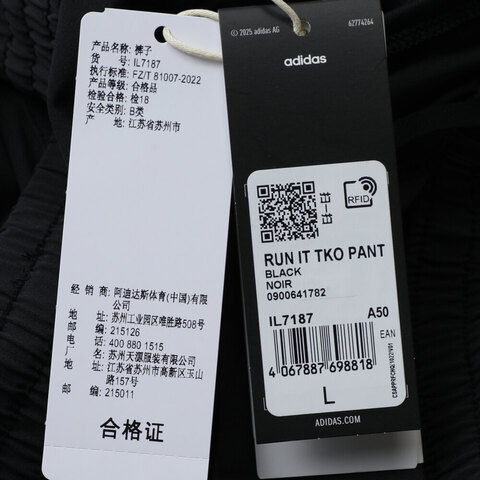 产品名称: 裤子
货 号: IL7187
执行标准: FZ/T 81007-2022
产品等级: 合格品
检验合格: 检18
安全类别: B类
产地: 江苏省苏州市
经 销 商: 阿迪达斯体育(中国)有限
公司
地 址: 苏州工业园区唯胜路508号
邮 编: 215126
电 话: 400 880 1515
厂 名: 苏州天源服装有限公司
地 址: 江苏省苏州市高新区玉山
路157号
邮 编: 215011
合格证
© 2025 adidas AG
62774264
adidas
RFID
RUN IT TKO PANT
BLACK
NOIR
0900641782
IL7187 A50
EAN
4 067887 698818
L
ADIDAS.COM